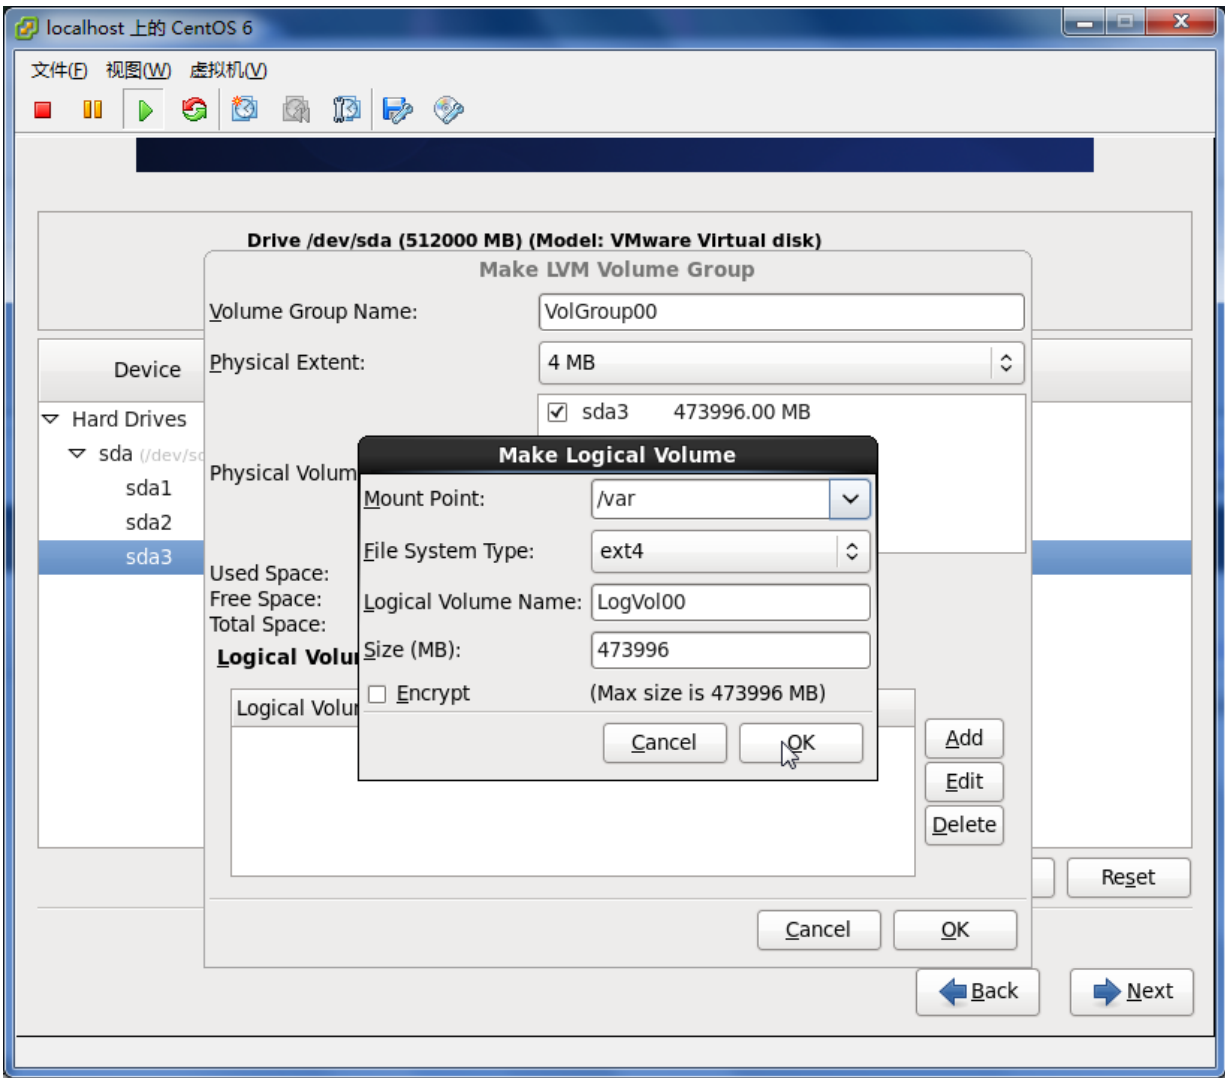 localhost 上的 CentOS 6
文件(F) 视图(W) 虚拟机(V)
Drive /dev/sda (512000 MB) (Model: VMware Virtual disk)
Make LVM Volume Group
Volume Group Name: VolGroup00
Physical Extent: 4 MB
Device
sda3 473996.00 MB
Hard Drives
sda (/dev/sd
sda1
sda2
sda3
Physical Volum
Used Space:
Free Space:
Total Space:
Logical Volu
Logical Volu
Make Logical Volume
Mount Point: /var
File System Type: ext4
Logical Volume Name: LogVol00
Size (MB): 473996
Encrypt (Max size is 473996 MB)
Cancel OK
Add
Edit
Delete
Reset
Cancel OK
Back Next